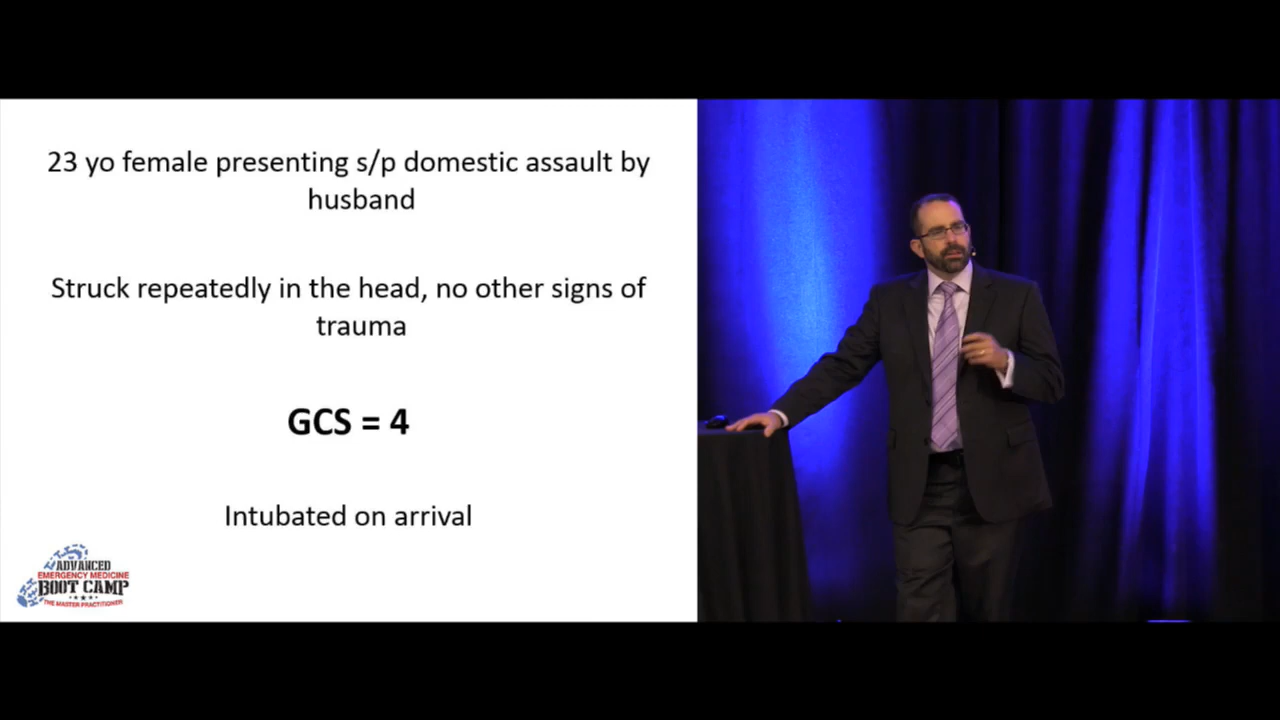 23 yo female presenting s/p domestic assault by
husband
Struck repeatedly in the head, no other signs of
trauma
GCS = 4
Intubated on arrival
ADVANCED
EMERGENCY MEDICINE
BOOT CAMP
THE MASTER PRACTITIONER